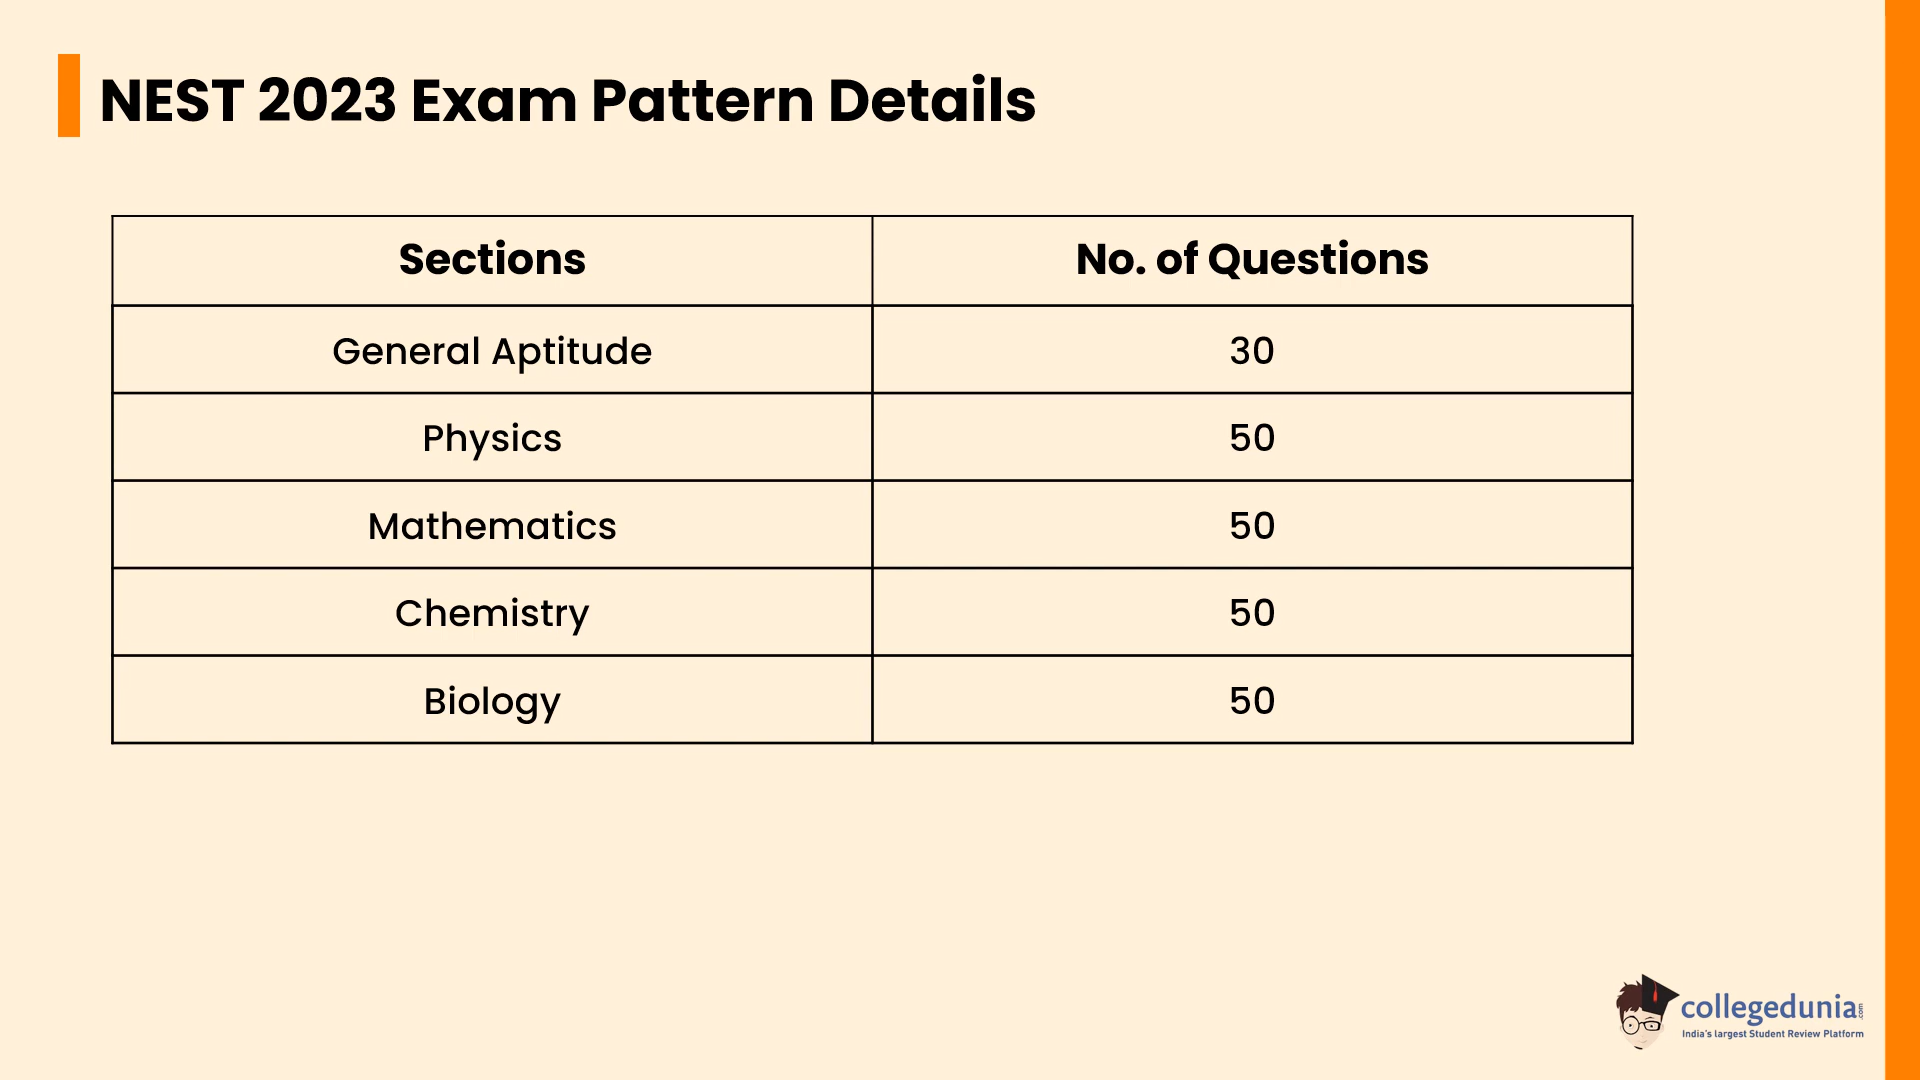 NEST 2023 Exam Pattern Details
Sections No. of Questions
General Aptitude 30
Physics 50
Mathematics 50
Chemistry 50
Biology 50
collegedunia.com
India's largest Student Review Platform